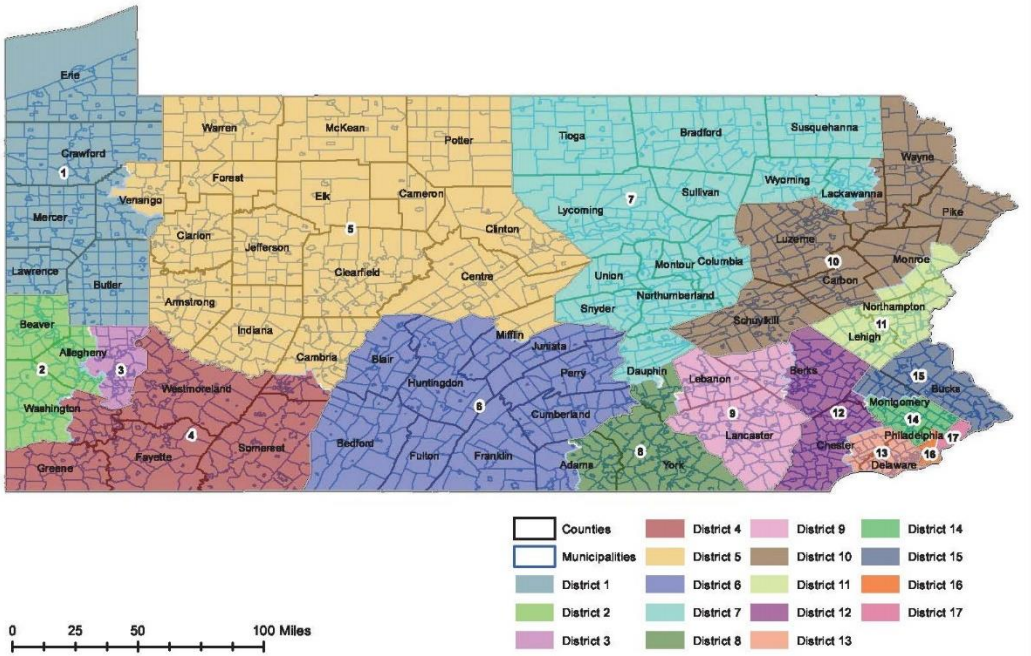 Erie
Warren
McKean
Potter
Tioga
Bradford
Susquehanna
Wayne
Crawford
1
Venango
Forest
Elk
Cameron
Lycoming
7
Sullivan
Wyoming
Lackawanna
Pike
Mercer
Clarion
Jefferson
5
Clinton
Luzerne
10
Monroe
Lawrence
Butler
Clearfield
Centre
Union
Montour
Columbia
Carbon
Armstrong
Snyder
Northumberland
Northampton
Beaver
Indiana
Mifflin
Schuylkill
11
Lehigh
Allegheny
2
3
Cambria
Blair
Juniata
Perry
Dauphin
Lebanon
Berks
15
Bucks
Westmoreland
Huntingdon
6
Cumberland
9
12
Montgomery
14
Washington
4
Somerset
Bedford
Lancaster
Chester
Philadelphia
17
Greene
Fayette
Fulton
Franklin
Adams
8
York
13
16
Delaware
Counties
Municipalities
District 1
District 2
District 3
District 4
District 5
District 6
District 7
District 8
District 9
District 10
District 11
District 12
District 13
District 14
District 15
District 16
District 17
0 25 50 100 Miles